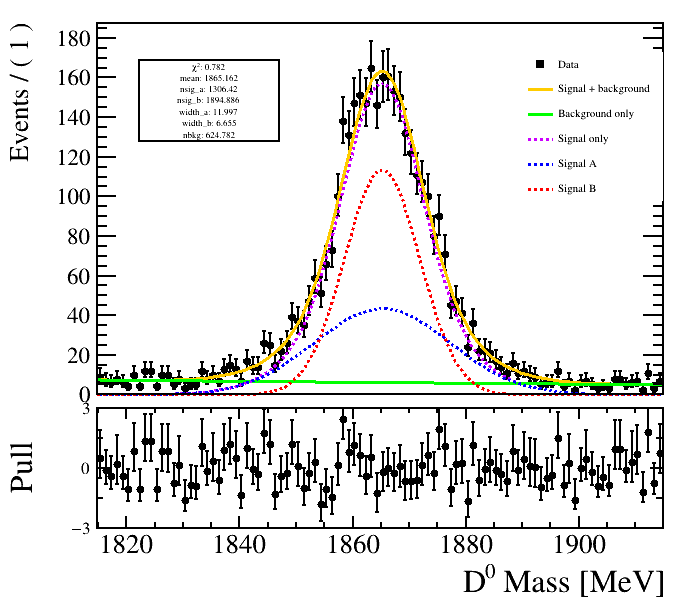 Events / ( 1 )
180
160
140
120
100
80
60
40
20
0
χ²: 0.782
mean: 1865.162
nsig_a: 1306.42
nsig_b: 1894.886
width_a: 11.997
width_b: 6.655
nbkg: 624.782
Data
Signal + background
Background only
Signal only
Signal A
Signal B
Pull
3
0
−3
1820 1840 1860 1880 1900
D⁰ Mass [MeV]